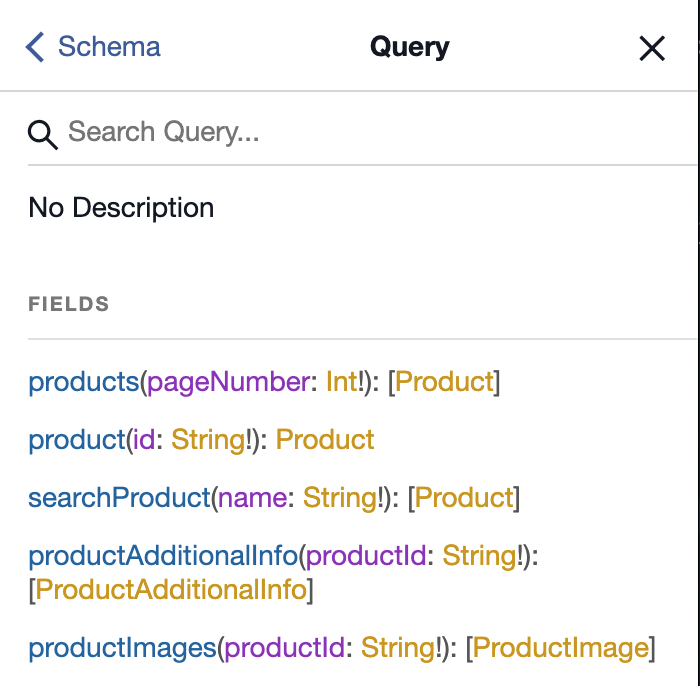 Schema
Query
Search Query...
No Description
FIELDS
products(pageNumber: Int!): [Product]
product(id: String!): Product
searchProduct(name: String!): [Product]
productAdditionalInfo(productId: String!):
[ProductAdditionalInfo]
productImages(productId: String!): [ProductImage]